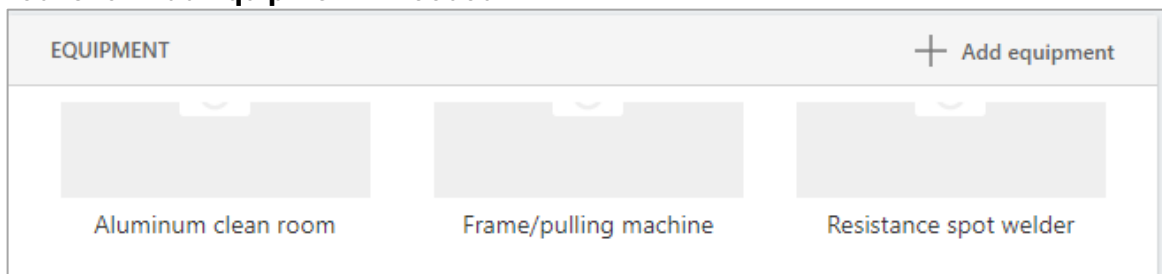 EQUIPMENT Add equipment
Aluminum clean room Frame/pulling machine Resistance spot welder